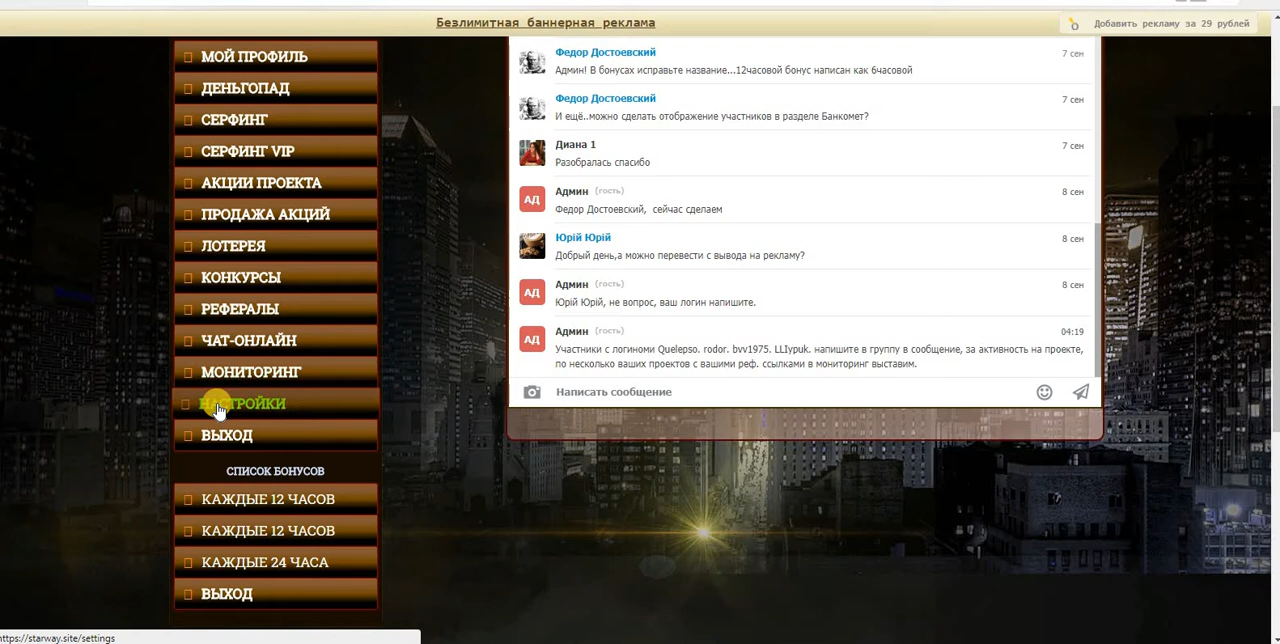 Безлимитная баннерная реклама
Добавить рекламу за 29 рублей
МОЙ ПРОФИЛЬ
ДЕНЬГОПАД
СЕРФИНГ
СЕРФИНГ VIP
АКЦИИ ПРОЕКТА
ПРОДАЖА АКЦИЙ
ЛОТЕРЕЯ
КОНКУРСЫ
РЕФЕРАЛЫ
ЧАТ-ОНЛАЙН
МОНИТОРИНГ
НАСТРОЙКИ
ВЫХОД
СПИСОК БОНУСОВ
КАЖДЫЕ 12 ЧАСОВ
КАЖДЫЕ 12 ЧАСОВ
КАЖДЫЕ 24 ЧАСА
ВЫХОД
Федор Достоевский 7 сен
Админ! В бонусах исправьте название...12часовой бонус написан как 6часовой
Федор Достоевский 7 сен
И ещё..можно сделать отображение участников в разделе Банкомет?
Диана 1 7 сен
Разобралась спасибо
АД Админ (гость) 8 сен
Федор Достоевский, сейчас сделаем
Юрій Юрій 8 сен
Добрый день,а можно перевести с вывода на рекламу?
АД Админ (гость) 8 сен
Юрій Юрій, не вопрос, ваш логин напишите.
АД Админ (гость) 04:19
Участники с логинами Quelepso. rodor. bvv1975. LLIypuk. напишите в группу в сообщение, за активность на проекте,
по несколько ваших проектов с вашими реф. ссылками в мониторинг выставим.
Написать сообщение
https://starway.site/settings